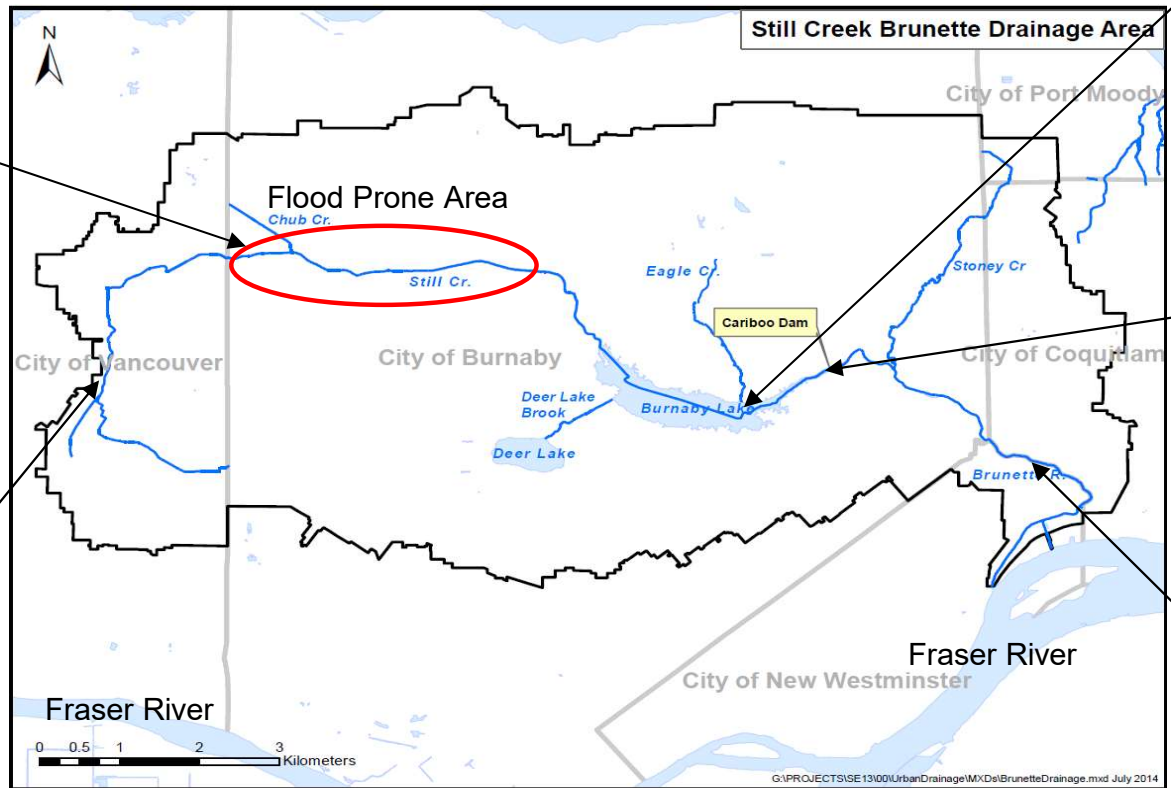 Still Creek Brunette Drainage Area
N
City of Port Moody
Flood Prone Area
Chub Cr.
Still Cr.
Eagle Cr.
Stoney Cr
Cariboo Dam
City of Vancouver
City of Burnaby
City of Coquitlam
Deer Lake
Brook
Burnaby Lake
Deer Lake
Brunette R.
Fraser River
City of New Westminster
Fraser River
0 0.5 1 2 3
Kilometers
G:\PROJECTS\SE13\00\UrbanDrainage\MXDs\BrunetteDrainage.mxd July 2014